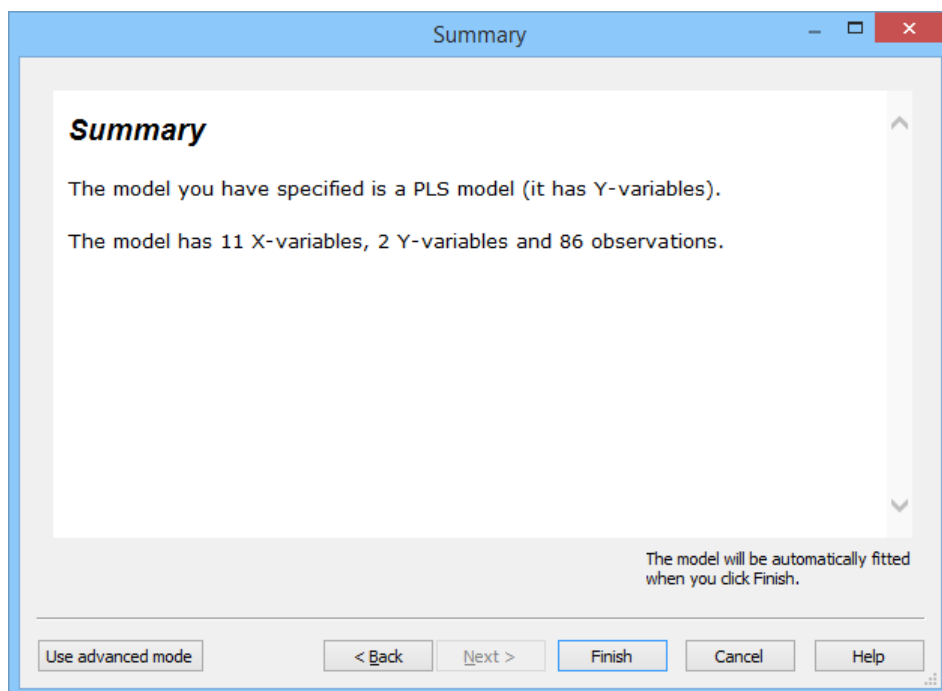 Summary
Summary
The model you have specified is a PLS model (it has Y-variables).
The model has 11 X-variables, 2 Y-variables and 86 observations.
The model will be automatically fitted
when you click Finish.
Use advanced mode
< Back
Next >
Finish
Cancel
Help